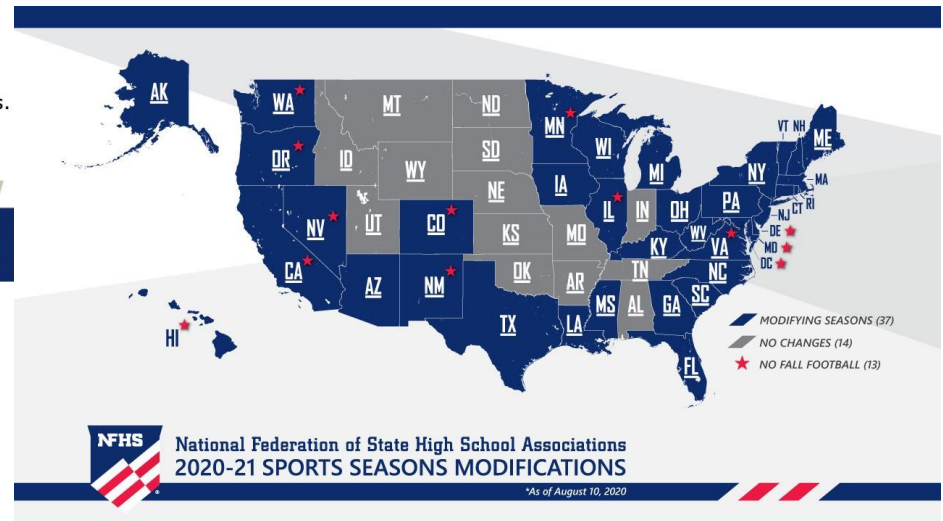 s.
AK
WA
MT
ND
MN
VT NH
ME
OR
ID
SD
WI
NY
WY
MI
MA
IA
PA
NE
RI
CT
NJ
NV
UT
CO
IL
IN
OH
DE
WV
MD
KS
MO
VA
KY
DC
CA
NC
OK
TN
AZ
NM
AR
SC
MS
AL
GA
TX
LA
HI
FL
MODIFYING SEASONS (37)
NO CHANGES (14)
NO FALL FOOTBALL (13)
NFHS
National Federation of State High School Associations
2020-21 SPORTS SEASONS MODIFICATIONS
*As of August 10, 2020